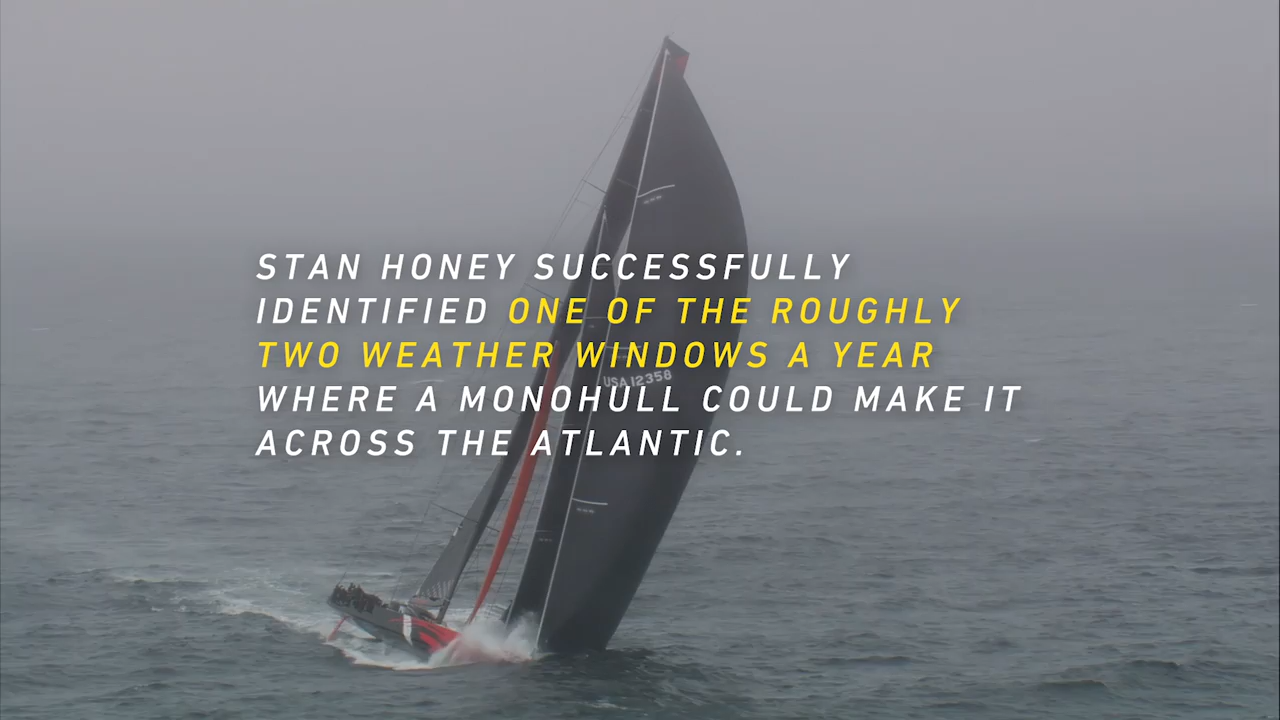 STAN HONEY SUCCESSFULLY
IDENTIFIED ONE OF THE ROUGHLY
TWO WEATHER WINDOWS A YEAR
USA 12358
WHERE A MONOHULL COULD MAKE IT
ACROSS THE ATLANTIC.